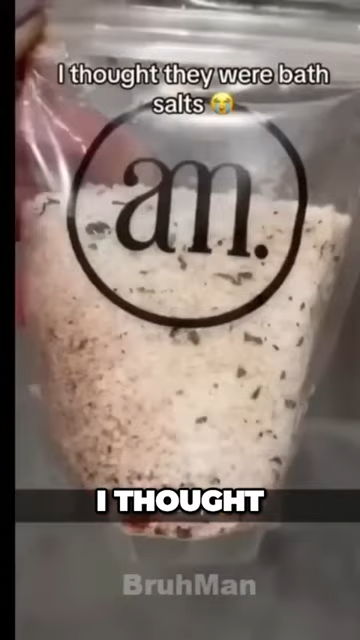 I thought they were bath
salts 😭
am.
I THOUGHT
BruhMan